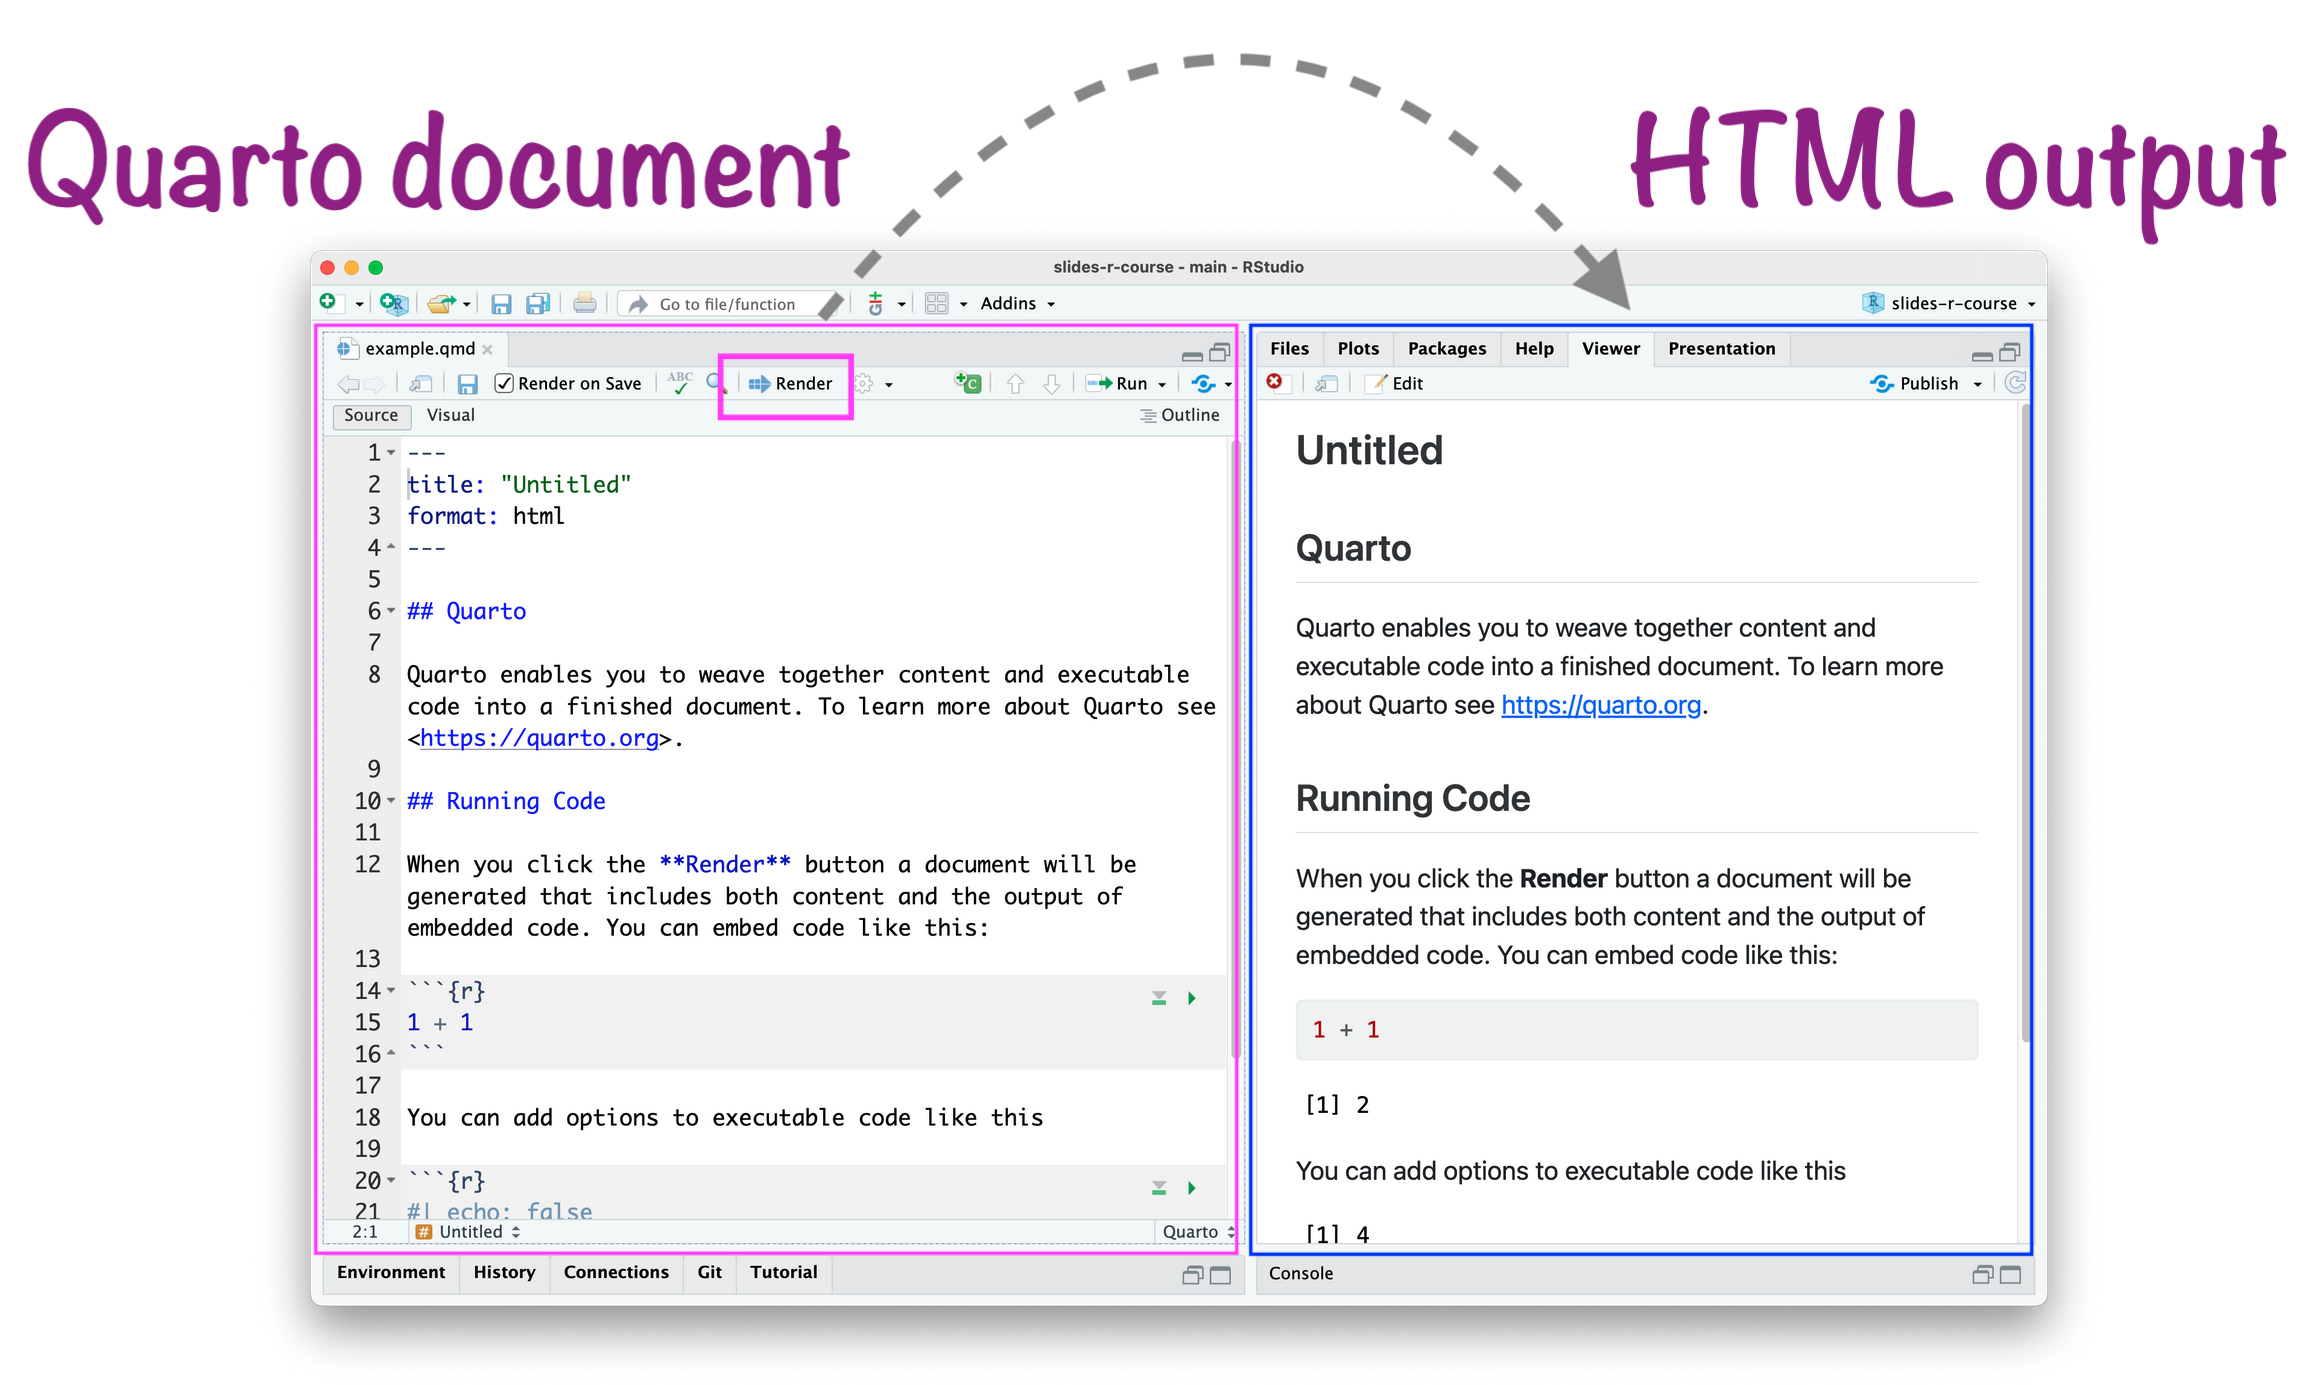 Quarto document
HTML output
slides-r-course - main - RStudio
Go to file/function
Addins
slides-r-course
example.qmd
Render on Save
ABC
Render
Run
Source
Visual
Outline
1 ---
2 title: "Untitled"
3 format: html
4 ---
5
6 ## Quarto
7
8 Quarto enables you to weave together content and executable
code into a finished document. To learn more about Quarto see
<https://quarto.org>.
9
10 ## Running Code
11
12 When you click the **Render** button a document will be
generated that includes both content and the output of
embedded code. You can embed code like this:
13
14 ```{r}
15 1 + 1
16 ```
17
18 You can add options to executable code like this
19
20 ```{r}
21 #| echo: false
2:1
# Untitled
Quarto
Environment
History
Connections
Git
Tutorial
Files
Plots
Packages
Help
Viewer
Presentation
Edit
Publish
Untitled
Quarto
Quarto enables you to weave together content and
executable code into a finished document. To learn more
about Quarto see https://quarto.org.
Running Code
When you click the Render button a document will be
generated that includes both content and the output of
embedded code. You can embed code like this:
1 + 1
[1] 2
You can add options to executable code like this
[1] 4
Console